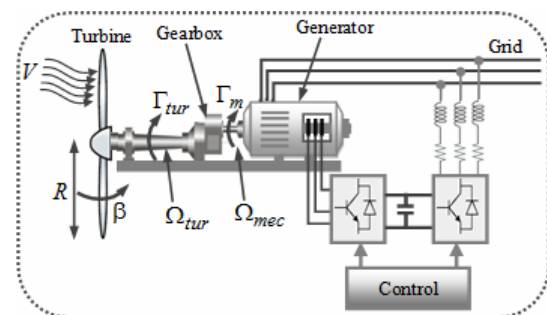 Turbine
Gearbox
Generator
Grid
V
Γtur
Γm
R
β
Ωtur
Ωmec
Control